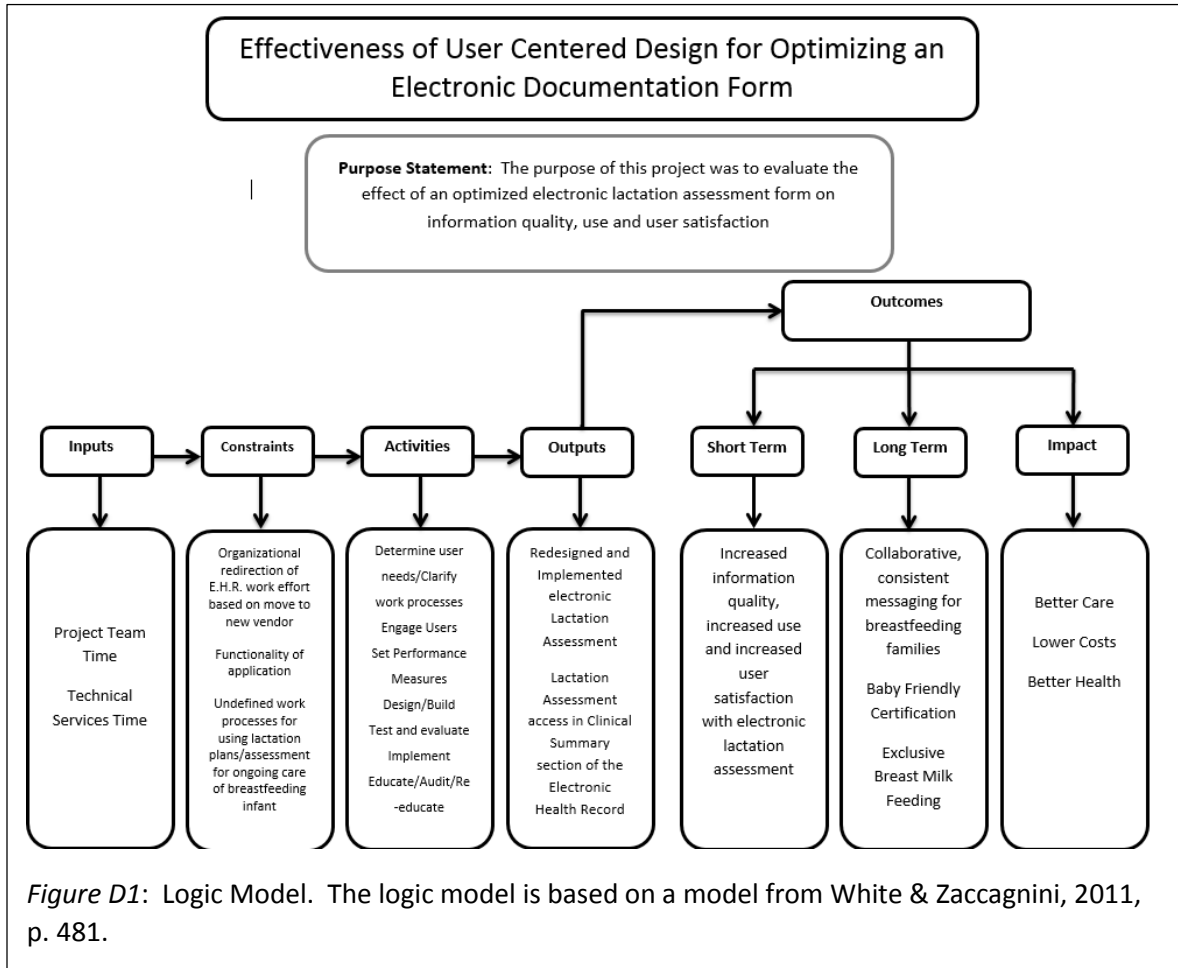 Effectiveness of User Centered Design for Optimizing an
Electronic Documentation Form
Purpose Statement: The purpose of this project was to evaluate the
effect of an optimized electronic lactation assessment form on
information quality, use and user satisfaction
Outcomes
Inputs
Constraints
Activities
Outputs
Short Term
Long Term
Impact
Project Team
Time
Technical
Services Time
Organizational
redirection of
E.H.R. work effort
based on move to
new vendor
Functionality of
application
Undefined work
processes for
using lactation
plans/assessment
for ongoing care
of breastfeeding
infant
Determine user
needs/Clarify
work processes
Engage Users
Set Performance
Measures
Design/Build
Test and evaluate
Implement
Educate/Audit/Re
-educate
Redesigned and
Implemented
electronic
Lactation
Assessment
Lactation
Assessment
access in Clinical
Summary
section of the
Electronic
Health Record
Increased
information
quality,
increased use
and increased
user
satisfaction
with electronic
lactation
assessment
Collaborative,
consistent
messaging for
breastfeeding
families
Baby Friendly
Certification
Exclusive
Breast Milk
Feeding
Better Care
Lower Costs
Better Health
Figure D1: Logic Model. The logic model is based on a model from White & Zaccagnini, 2011,
p. 481.